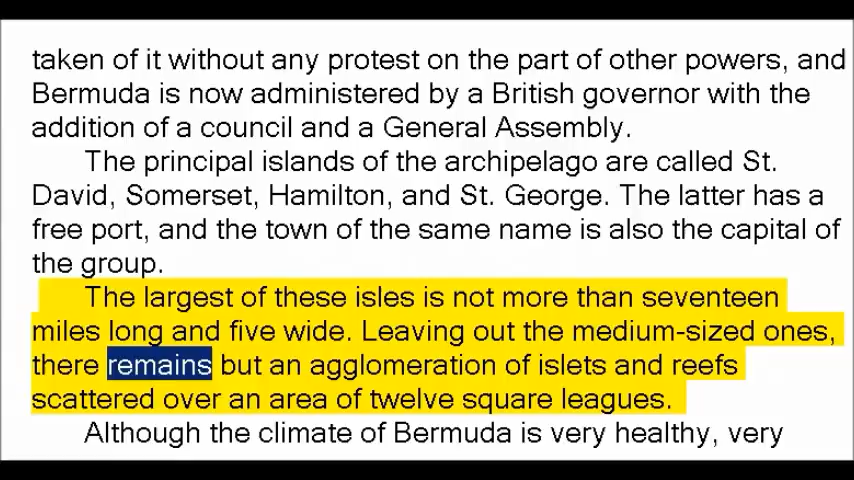 taken of it without any protest on the part of other powers, and
Bermuda is now administered by a British governor with the
addition of a council and a General Assembly.
The principal islands of the archipelago are called St.
David, Somerset, Hamilton, and St. George. The latter has a
free port, and the town of the same name is also the capital of
the group.
The largest of these isles is not more than seventeen
miles long and five wide. Leaving out the medium-sized ones,
there remains but an agglomeration of islets and reefs
scattered over an area of twelve square leagues.
Although the climate of Bermuda is very healthy, very